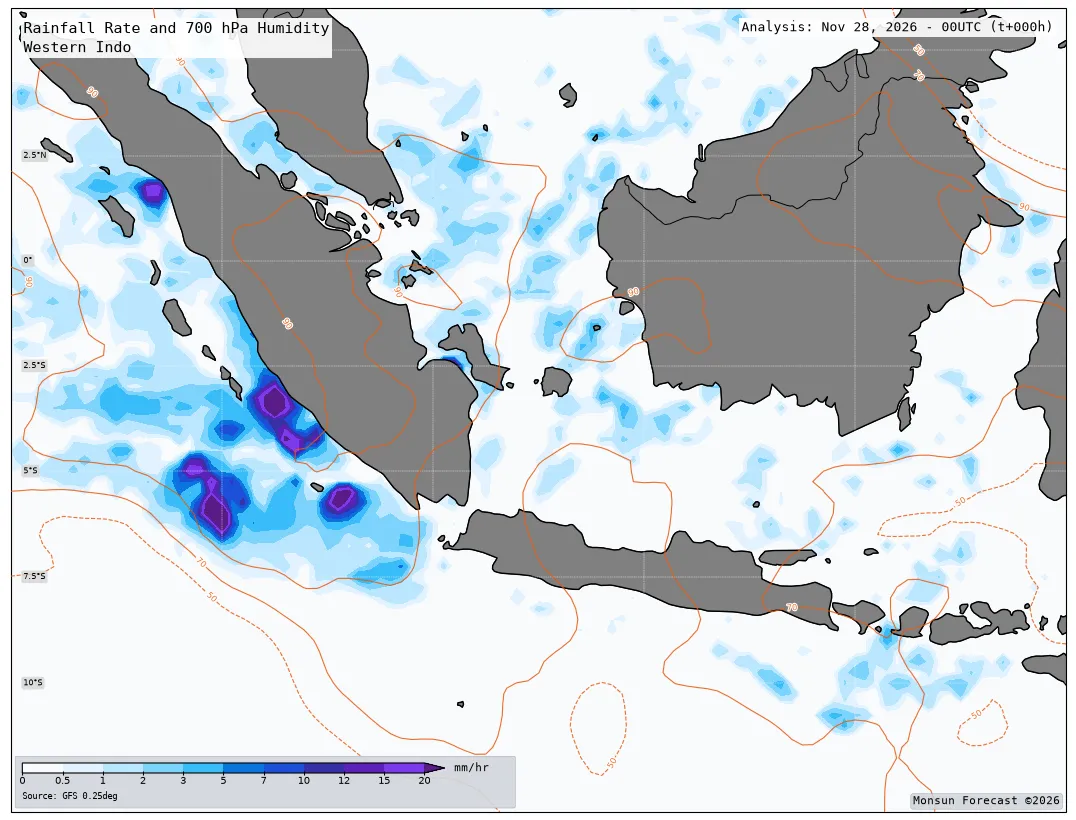 Rainfall Rate and 700 hPa Humidity
Western Indo
Analysis: Nov 28, 2026 - 00UTC (t+000h)
90
90
50
70
2.5°N
90
0°
90
90
90
90
2.5°S
5°S
50
70
7.5°S
50
70
10°S
50
50
mm/hr
0 0.5 1 2 3 5 7 10 12 15 20
Source: GFS 0.25deg
Monsun Forecast ©2026